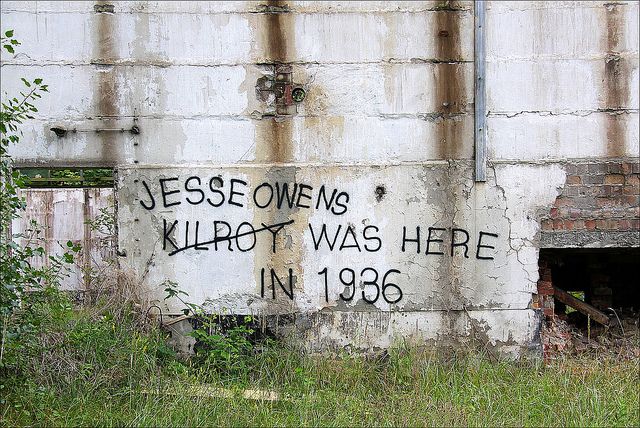 JESSE OWENS
KILROY WAS HERE
IN 1936